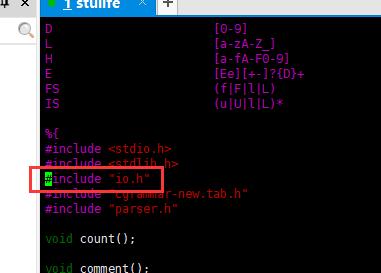 1 stulife
D [0-9]
L [a-zA-Z_]
H [a-fA-F0-9]
E [Ee][+-]?{D}+
FS (f|F|l|L)
IS (u|U|l|L)*
%{
#include <stdio.h>
#include <stdlib.h>
#include "io.h"
#include "cgrammar-new.tab.h"
#include "parser.h"
void count();
void comment();